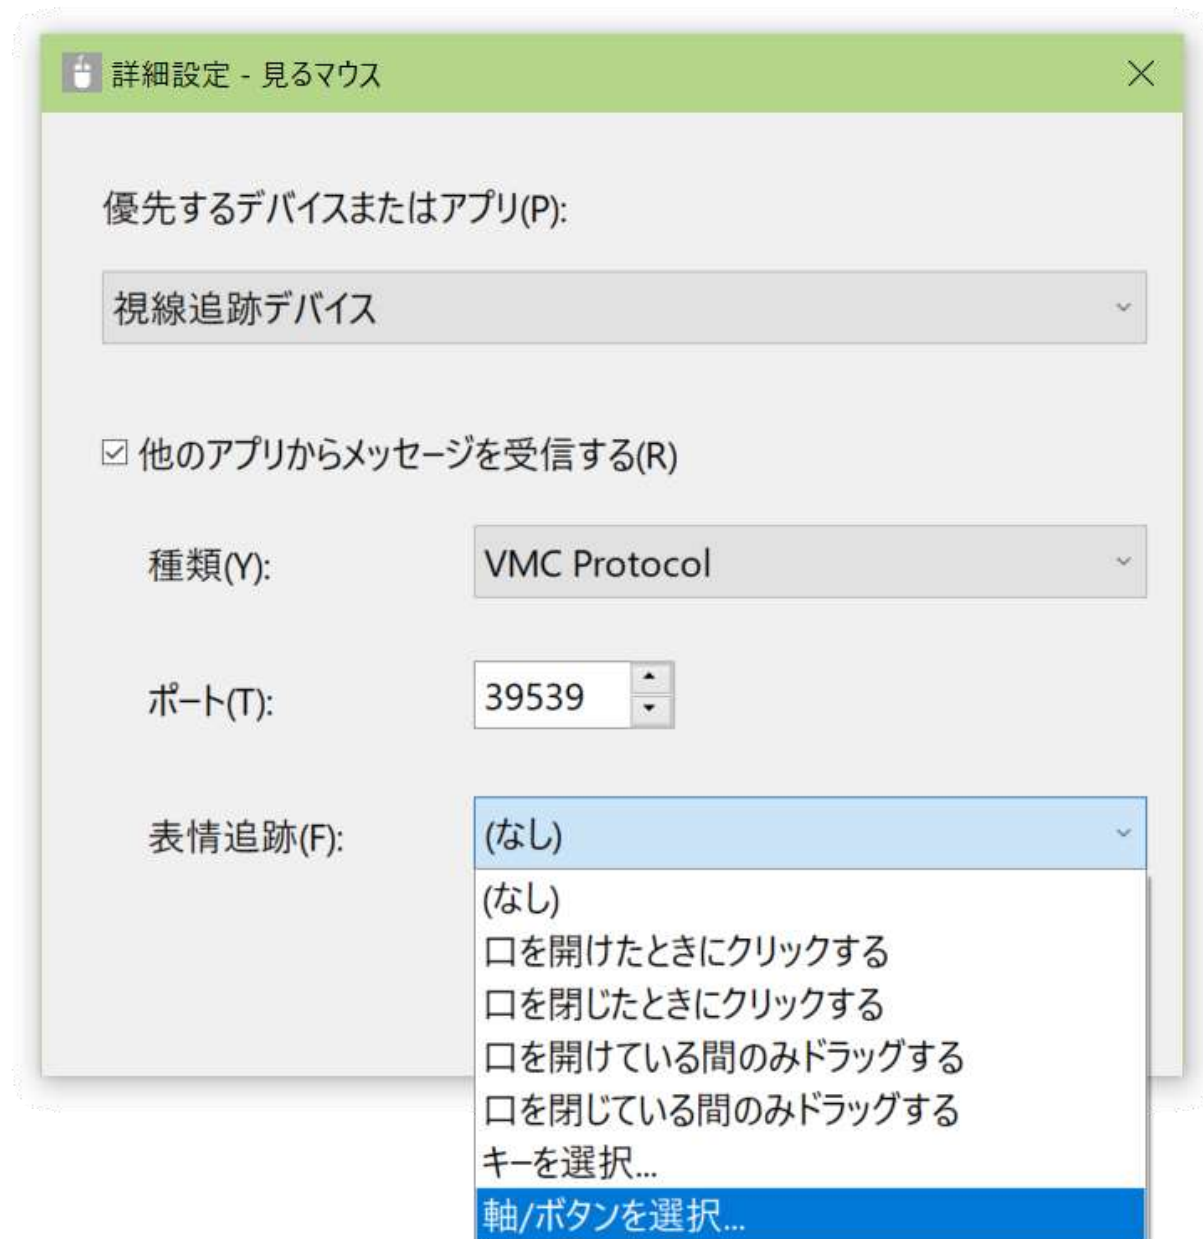 詳細設定 - 見るマウス
優先するデバイスまたはアプリ(P):
視線追跡デバイス
他のアプリからメッセージを受信する(R)
種類(Y): VMC Protocol
ポート(T): 39539
表情追跡(F): (なし)
(なし)
口を開けたときにクリックする
口を閉じたときにクリックする
口を開けている間のみドラッグする
口を閉じている間のみドラッグする
キーを選択...
軸/ボタンを選択...